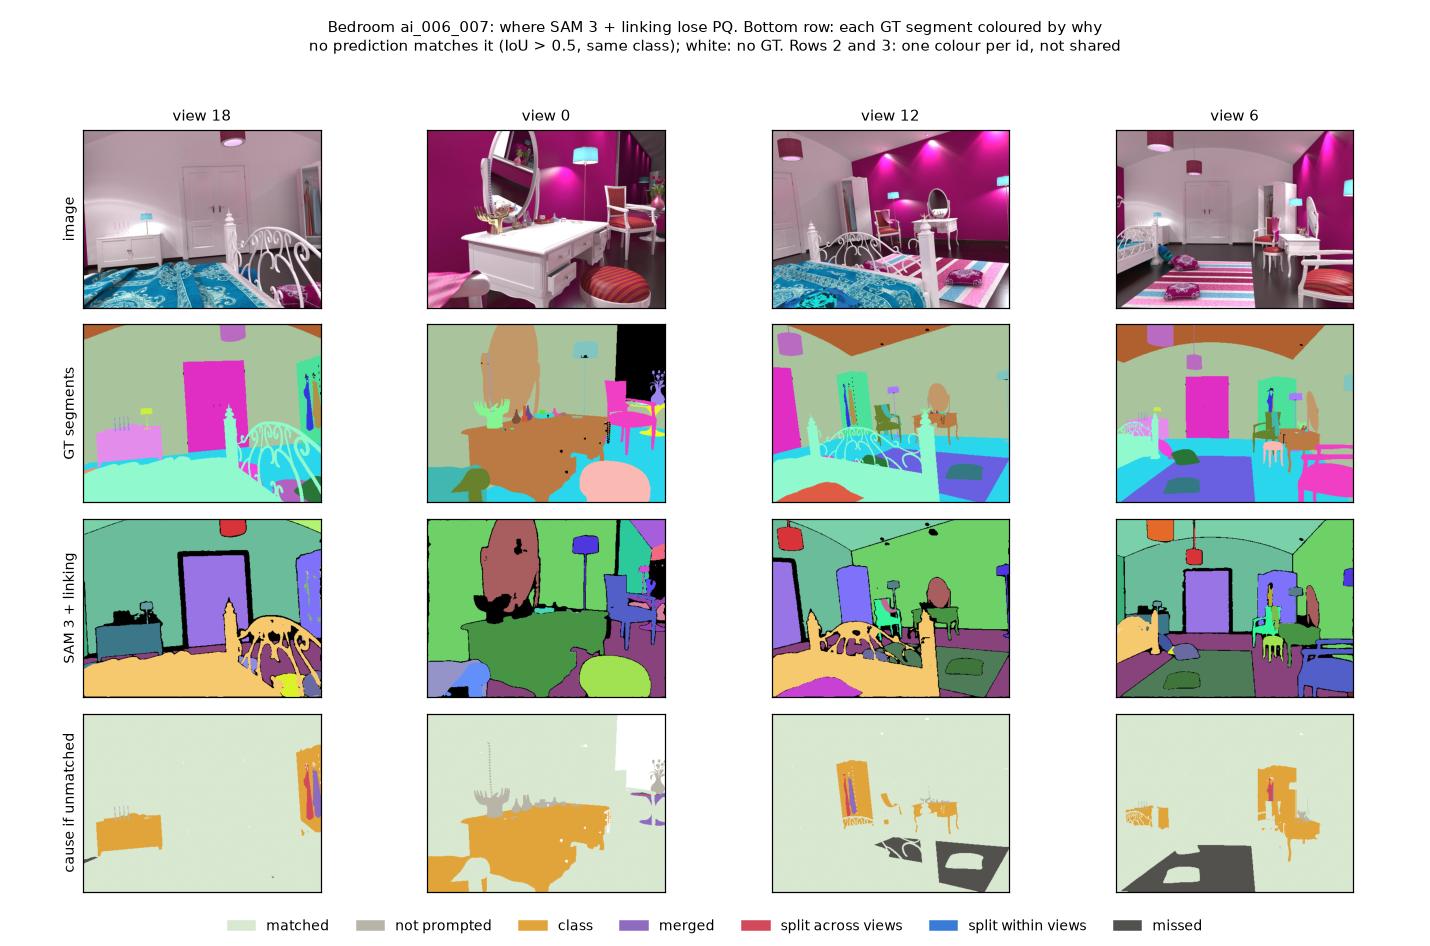 Bedroom ai_006_007: where SAM 3 + linking lose PQ. Bottom row: each GT segment coloured by why
no prediction matches it (IoU > 0.5, same class); white: no GT. Rows 2 and 3: one colour per id, not shared
view 18
view 0
view 12
view 6
image
GT segments
SAM 3 + linking
cause if unmatched
matched
not prompted
class
merged
split across views
split within views
missed